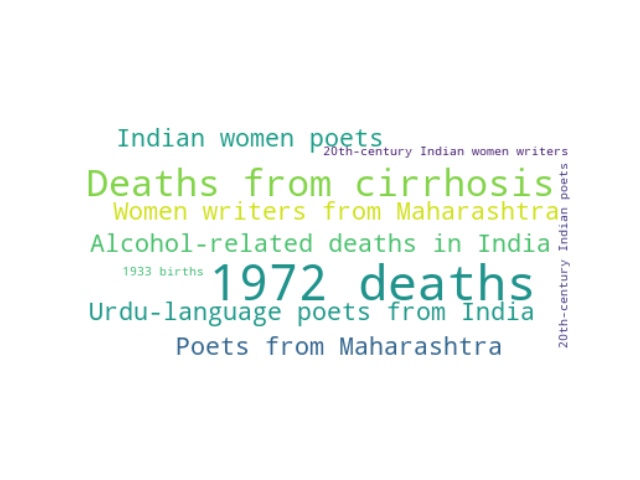 Indian women poets
20th-century Indian women writers
Deaths from cirrhosis
Women writers from Maharashtra
Alcohol-related deaths in India
1933 births
1972 deaths
Urdu-language poets from India
Poets from Maharashtra
20th-century Indian poets